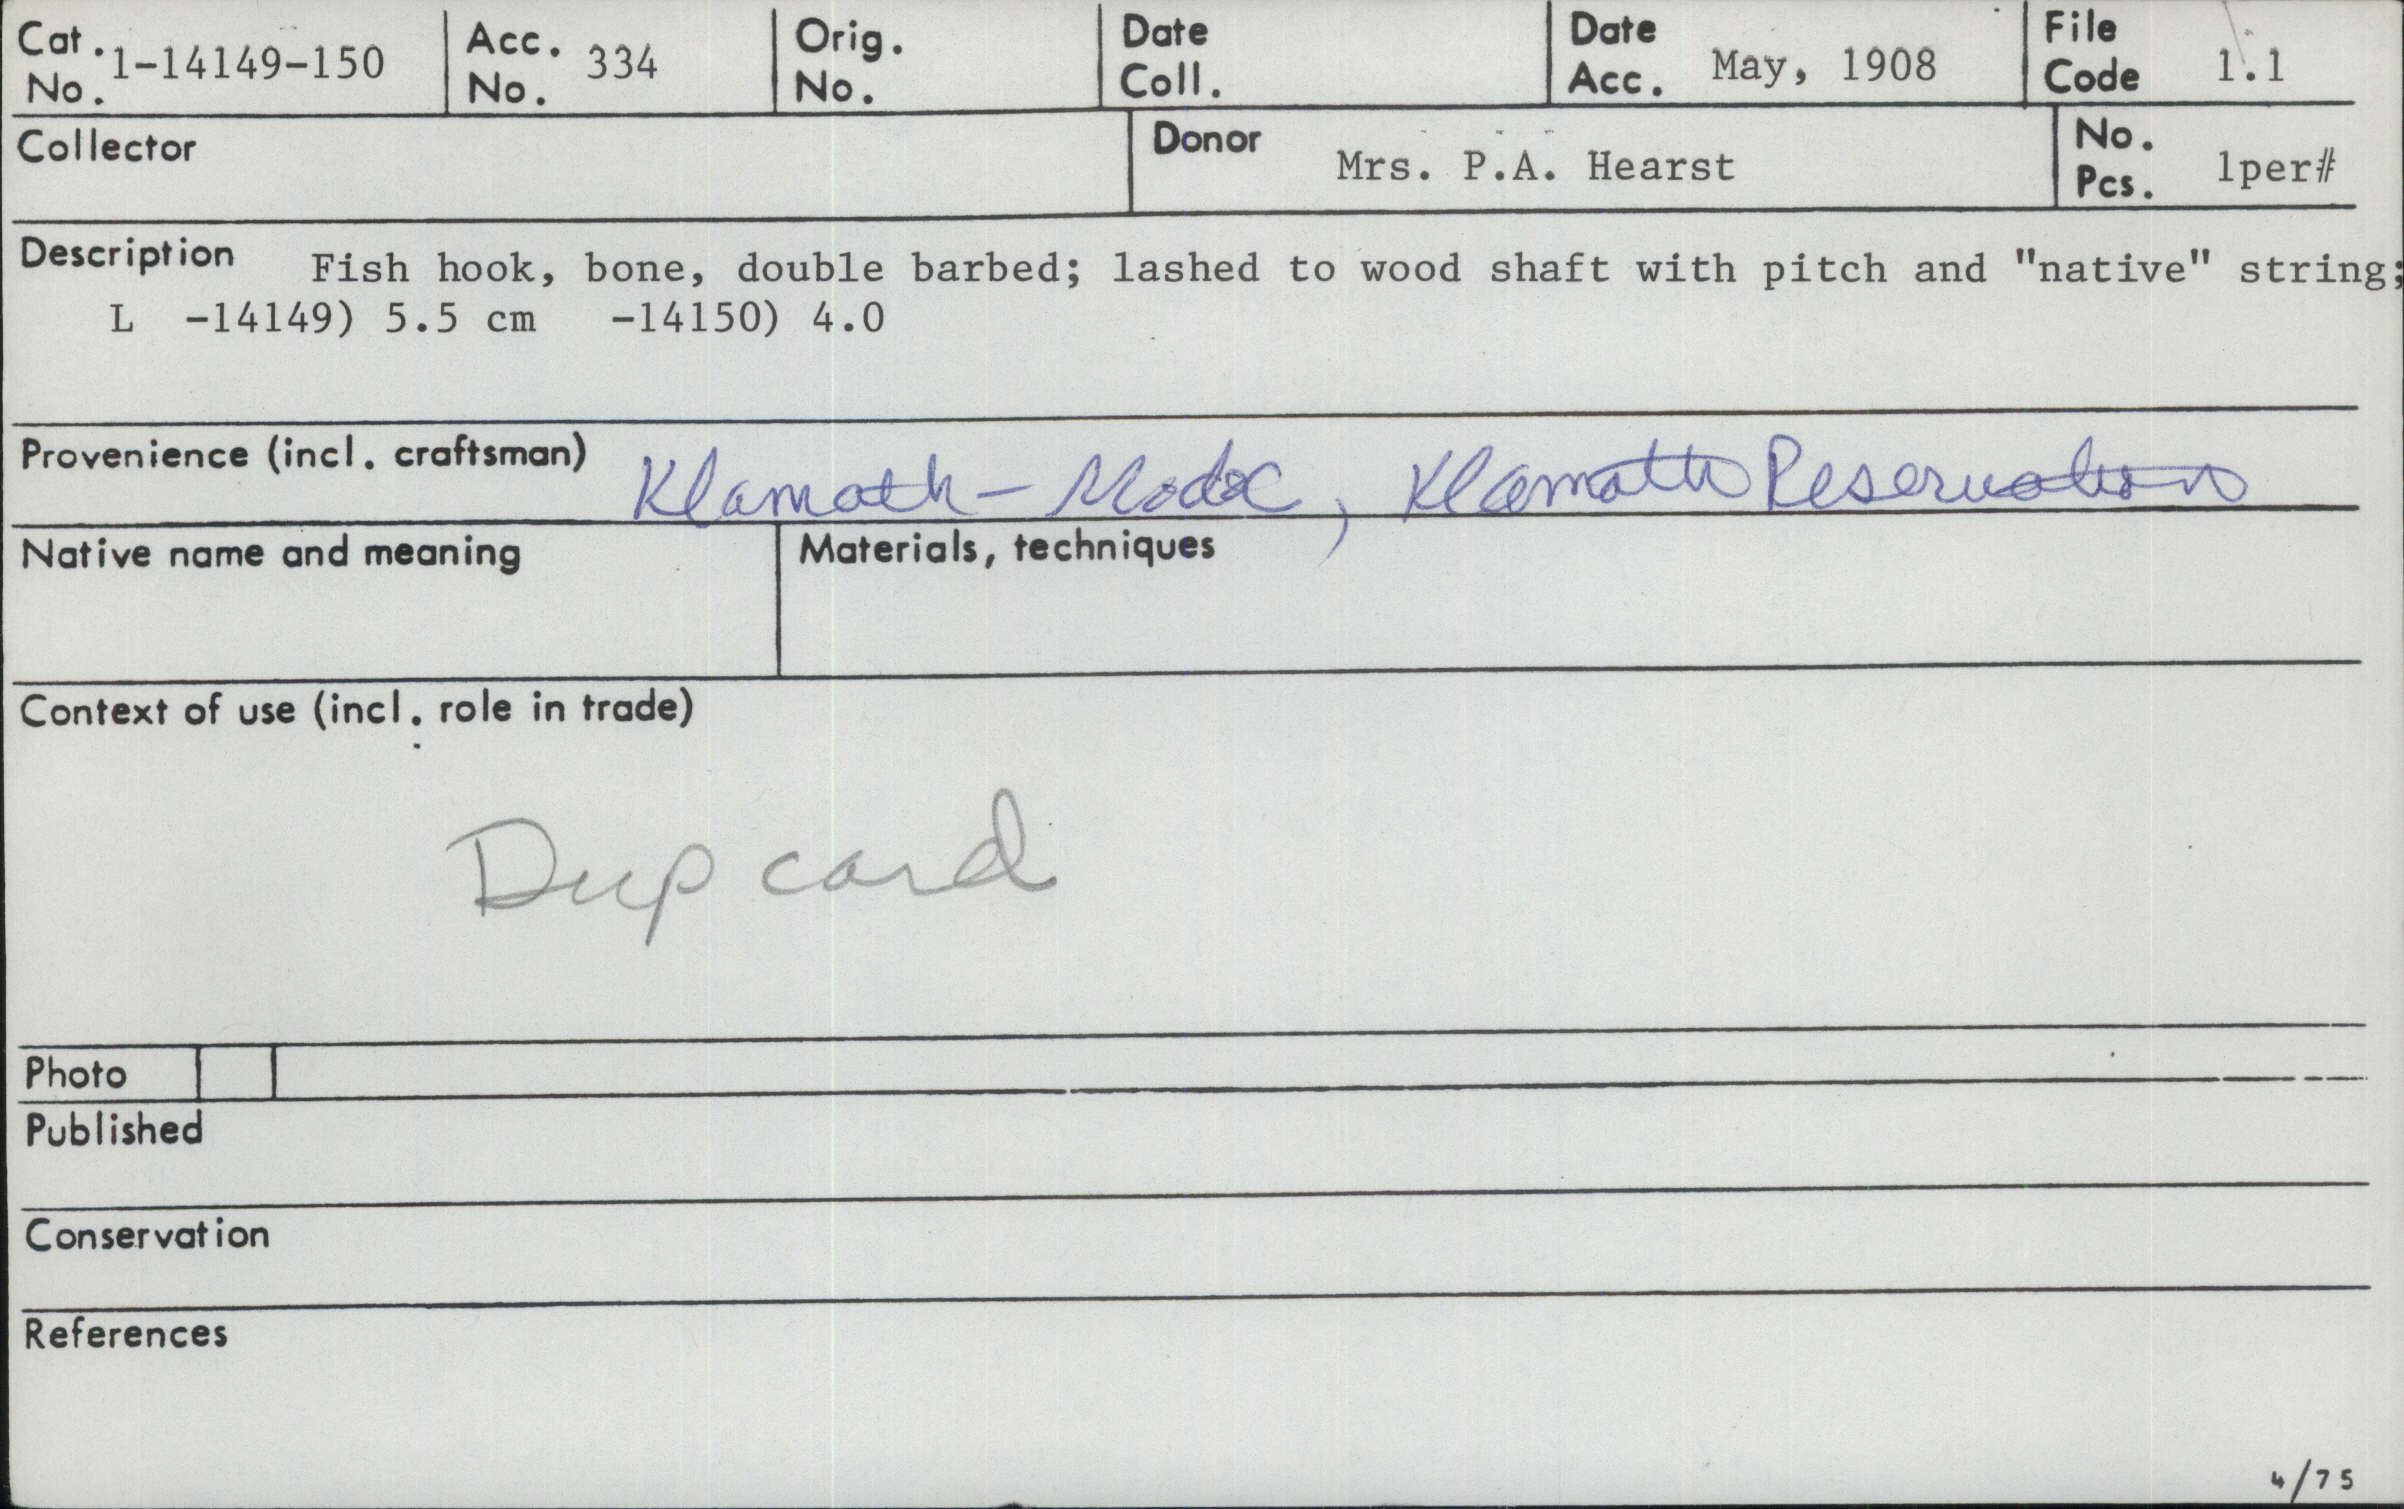 Cat. No. 1-14149-150 Acc. No. 334 Orig. No. Date Coll. Date Acc. May, 1908 File Code 1.1
Collector Donor Mrs. P.A. Hearst No. Pcs. 1per#
Description Fish hook, bone, double barbed; lashed to wood shaft with pitch and "native" string;
L -14149) 5.5 cm -14150) 4.0
Provenience (incl. craftsman) Klamath-Modoc, Klamath Reservation
Native name and meaning Materials, techniques
Context of use (incl. role in trade)
Dup card
Photo
Published
Conservation
References
4/75